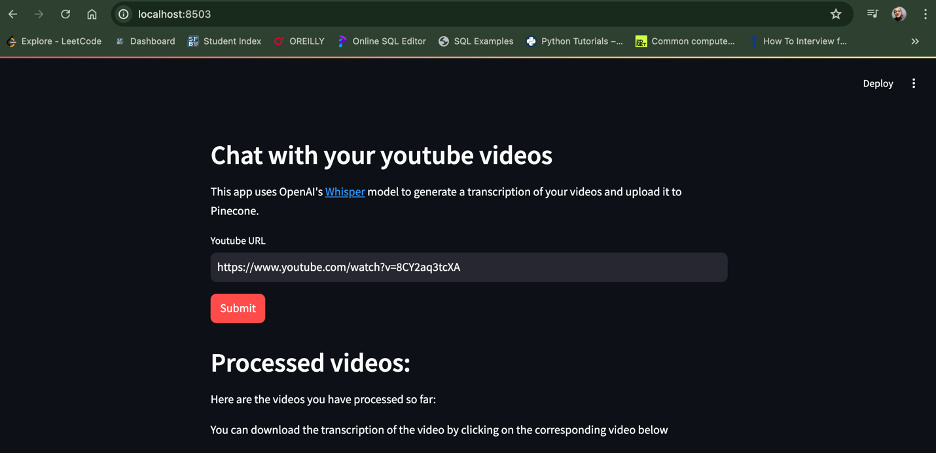 localhost:8503
Explore - LeetCode Dashboard Student Index OREILLY Online SQL Editor SQL Examples Python Tutorials –... Common compute... How To Interview f... »
Deploy
Chat with your youtube videos
This app uses OpenAI's Whisper model to generate a transcription of your videos and upload it to
Pinecone.
Youtube URL
https://www.youtube.com/watch?v=8CY2aq3tcXA
Submit
Processed videos:
Here are the videos you have processed so far:
You can download the transcription of the video by clicking on the corresponding video below